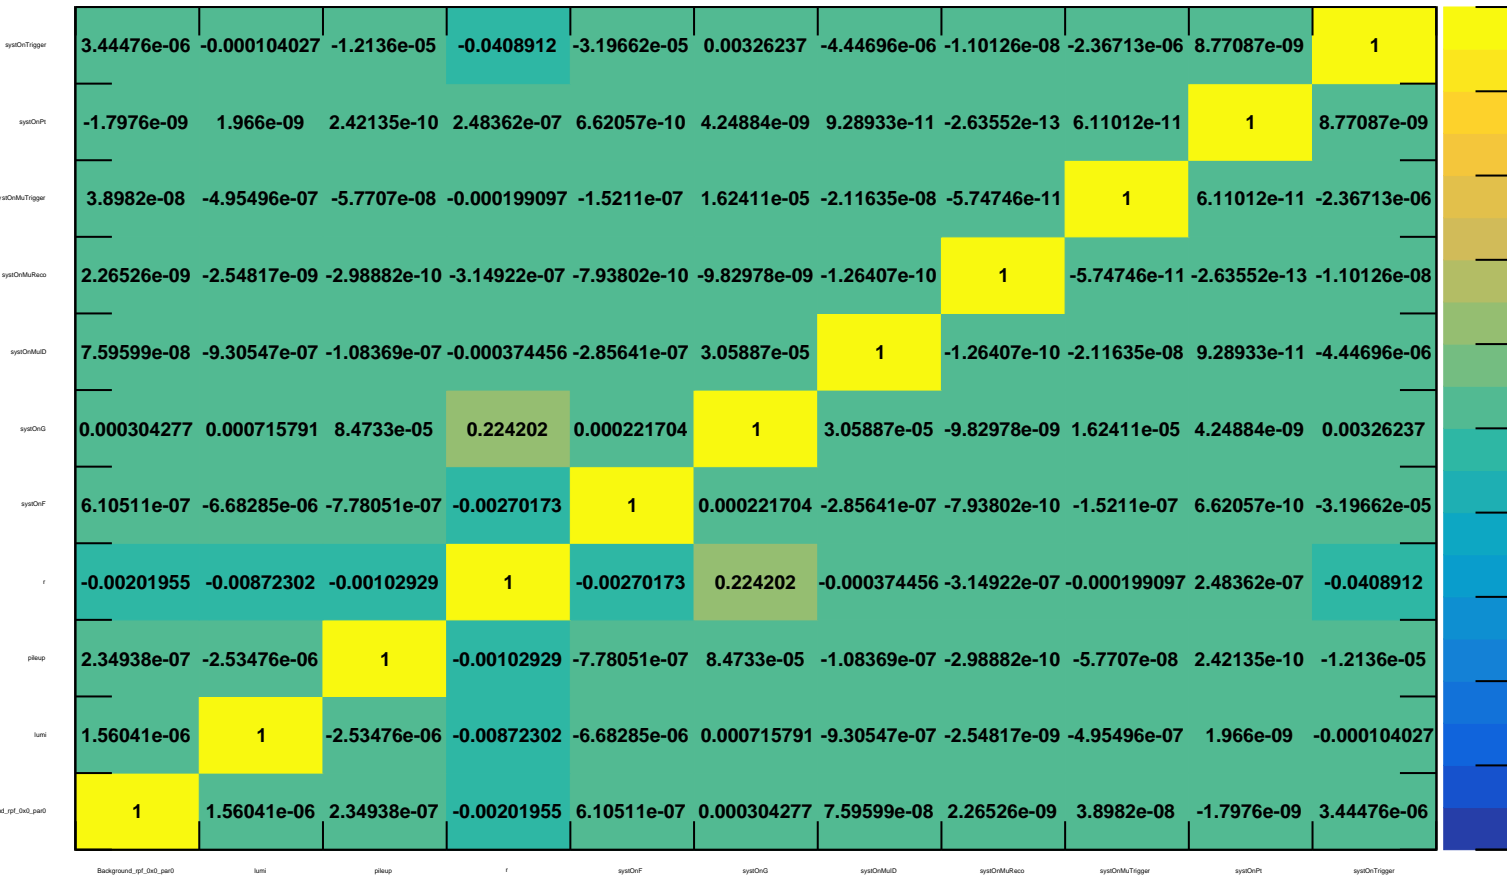 systOnTrigger 3.44476e-06 -0.000104027 -1.2136e-05 -0.0408912 -3.19662e-05 0.00326237 -4.44696e-06 -1.10126e-08 -2.36713e-06 8.77087e-09 1
systOnPt -1.7976e-09 1.966e-09 2.42135e-10 2.48362e-07 6.62057e-10 4.24884e-09 9.28933e-11 -2.63552e-13 6.11012e-11 1 8.77087e-09
stOnMuTrigger 3.8982e-08 -4.95496e-07 -5.7707e-08 -0.000199097 -1.5211e-07 1.62411e-05 -2.11635e-08 -5.74746e-11 1 6.11012e-11 -2.36713e-06
systOnMuReco 2.26526e-09 -2.54817e-09 -2.98882e-10 -3.14922e-07 -7.93802e-10 -9.82978e-09 -1.26407e-10 1 -5.74746e-11 -2.63552e-13 -1.10126e-08
systOnMuID 7.59599e-08 -9.30547e-07 -1.08369e-07 -0.000374456 -2.85641e-07 3.05887e-05 1 -1.26407e-10 -2.11635e-08 9.28933e-11 -4.44696e-06
systOnG 0.000304277 0.000715791 8.4733e-05 0.224202 0.000221704 1 3.05887e-05 -9.82978e-09 1.62411e-05 4.24884e-09 0.00326237
systOnF 6.10511e-07 -6.68285e-06 -7.78051e-07 -0.00270173 1 0.000221704 -2.85641e-07 -7.93802e-10 -1.5211e-07 6.62057e-10 -3.19662e-05
r -0.00201955 -0.00872302 -0.00102929 1 -0.00270173 0.224202 -0.000374456 -3.14922e-07 -0.000199097 2.48362e-07 -0.0408912
pileup 2.34938e-07 -2.53476e-06 1 -0.00102929 -7.78051e-07 8.4733e-05 -1.08369e-07 -2.98882e-10 -5.7707e-08 2.42135e-10 -1.2136e-05
lumi 1.56041e-06 1 -2.53476e-06 -0.00872302 -6.68285e-06 0.000715791 -9.30547e-07 -2.54817e-09 -4.95496e-07 1.966e-09 -0.000104027
d_rpf_0x0_par0 1 1.56041e-06 2.34938e-07 -0.00201955 6.10511e-07 0.000304277 7.59599e-08 2.26526e-09 3.8982e-08 -1.7976e-09 3.44476e-06
Background_rpf_0x0_par0 lumi pileup r systOnF systOnG systOnMuID systOnMuReco systOnMuTrigger systOnPt systOnTrigger